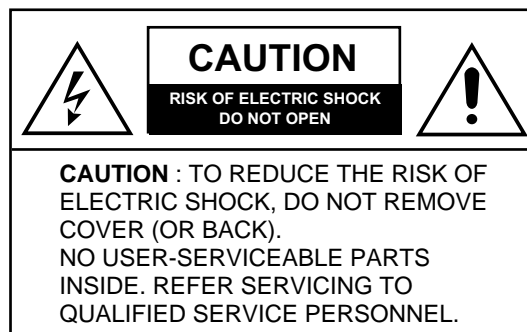 CAUTION
RISK OF ELECTRIC SHOCK
DO NOT OPEN
CAUTION : TO REDUCE THE RISK OF
ELECTRIC SHOCK, DO NOT REMOVE
COVER (OR BACK).
NO USER-SERVICEABLE PARTS
INSIDE. REFER SERVICING TO
QUALIFIED SERVICE PERSONNEL.